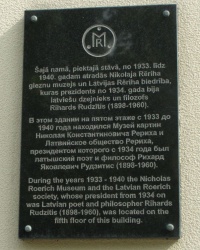 Šajā namā, piektajā stāvā, no 1933. līdz
1940. gadam atradās Nikolaja Rēriha
gleznu muzejs un Latvijas Rēriha biedrība,
kuras prezidents no 1934. gada bija
latviešu dzejnieks un filozofs
Rihards Rudzītis (1898-1960).
В этом здании на пятом этаже с 1933 до
1940 года находился Музей картин
Николая Константиновича Рериха и
Латвийское общество Рериха,
президентом которого с 1934 года был
латышский поэт и философ Рихард
Яковлевич Рудзитис (1898-1960).
During the years 1933 - 1940 the Nicholas
Roerich Museum and the Latvian Roerich
society, whose president from 1934 on
was Latvian poet and philosopher Rihards
Rudzitis (1898-1960), was located on the
fifth floor of this building.